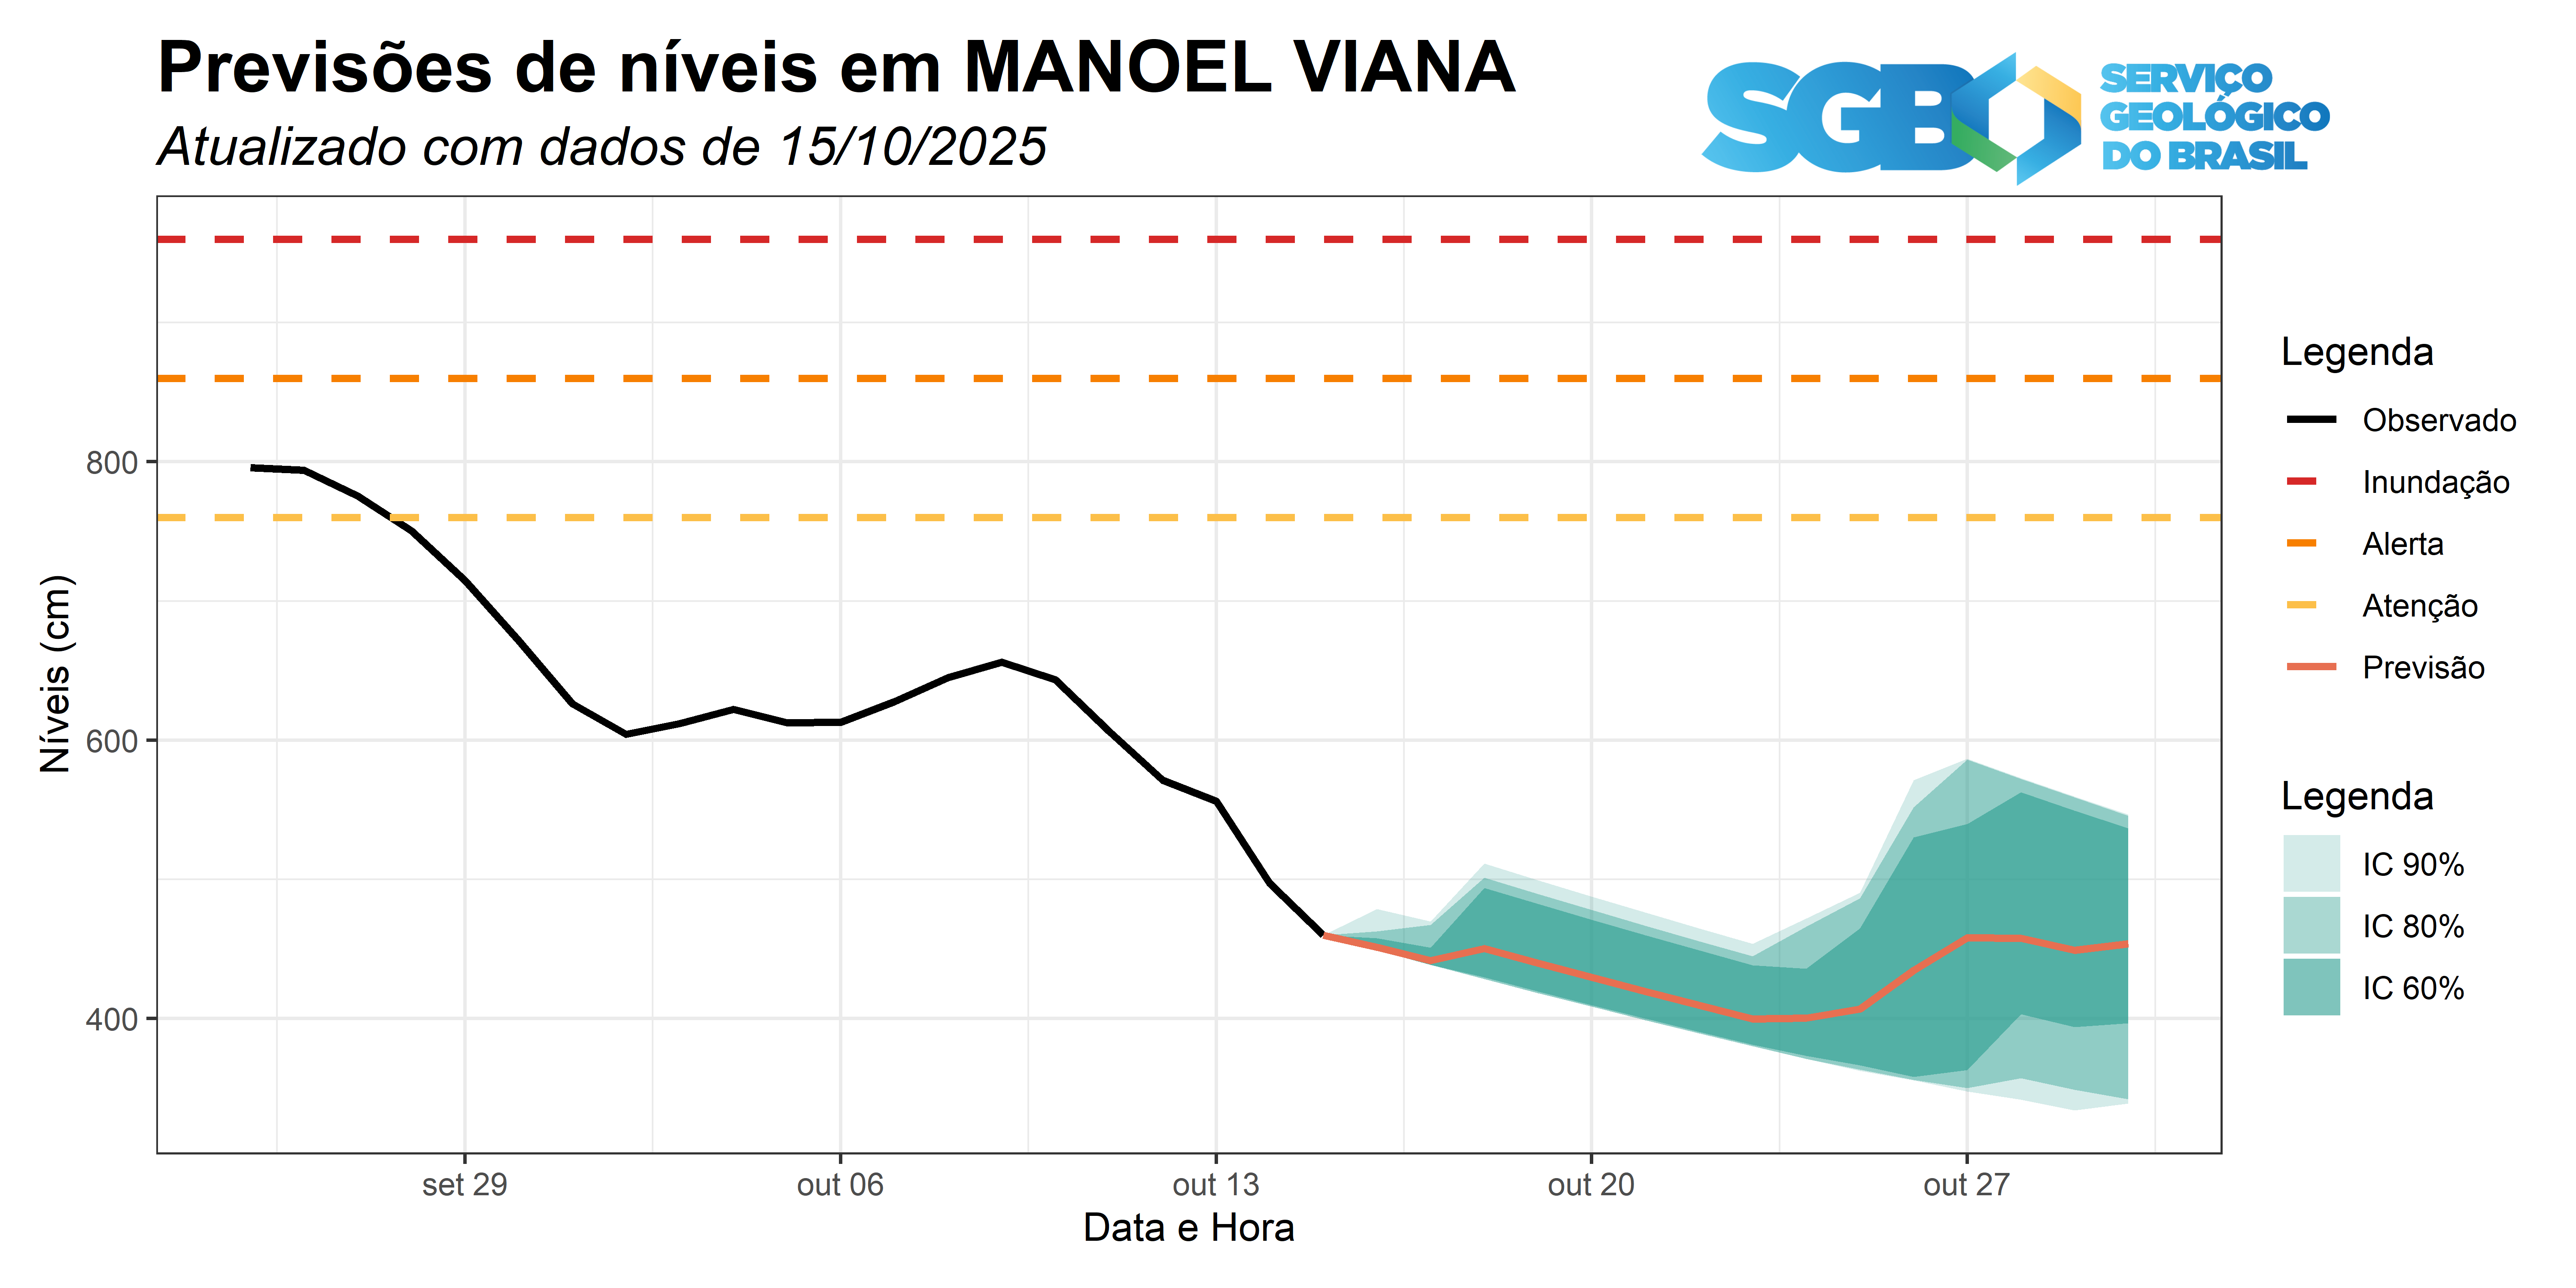 Previsões de níveis em MANOEL VIANA
Atualizado com dados de 15/10/2025
SGB
SERVIÇO
GEOLÓGICO
DO BRASIL
Níveis (cm)
800
600
400
set 29
out 06
out 13
out 20
out 27
Data e Hora
Legenda
Observado
Inundação
Alerta
Atenção
Previsão
Legenda
IC 90%
IC 80%
IC 60%